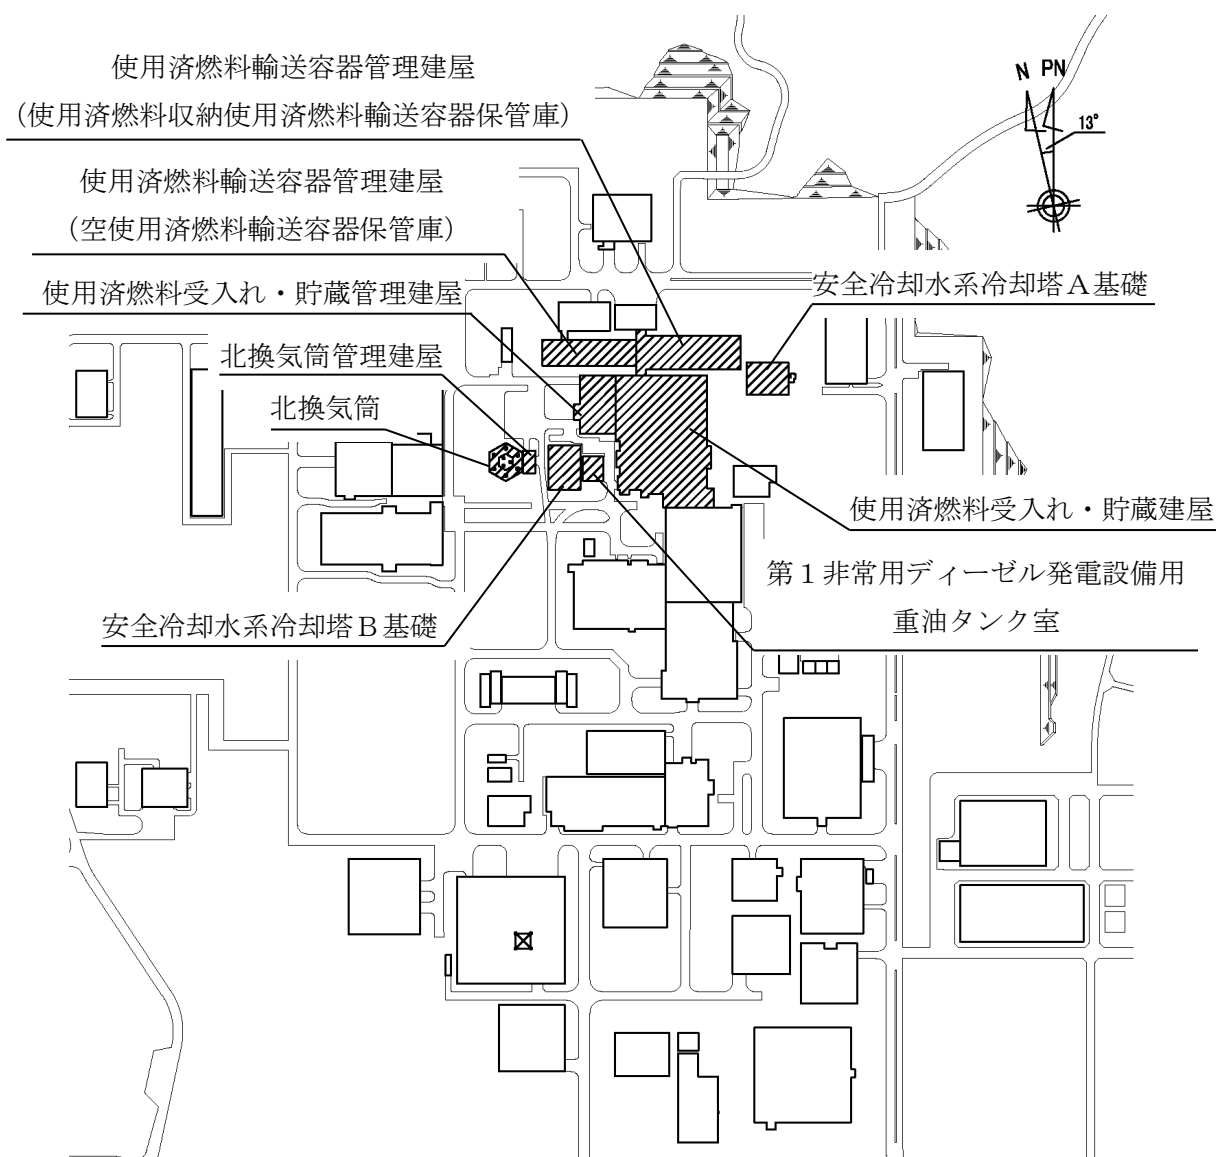 使用済燃料輸送容器管理建屋
（使用済燃料収納使用済燃料輸送容器保管庫）
N PN
13°
使用済燃料輸送容器管理建屋
（空使用済燃料輸送容器保管庫）
使用済燃料受入れ・貯蔵管理建屋
安全冷却水系冷却塔Ａ基礎
北換気筒管理建屋
北換気筒
使用済燃料受入れ・貯蔵建屋
第１非常用ディーゼル発電設備用
重油タンク室
安全冷却水系冷却塔Ｂ基礎